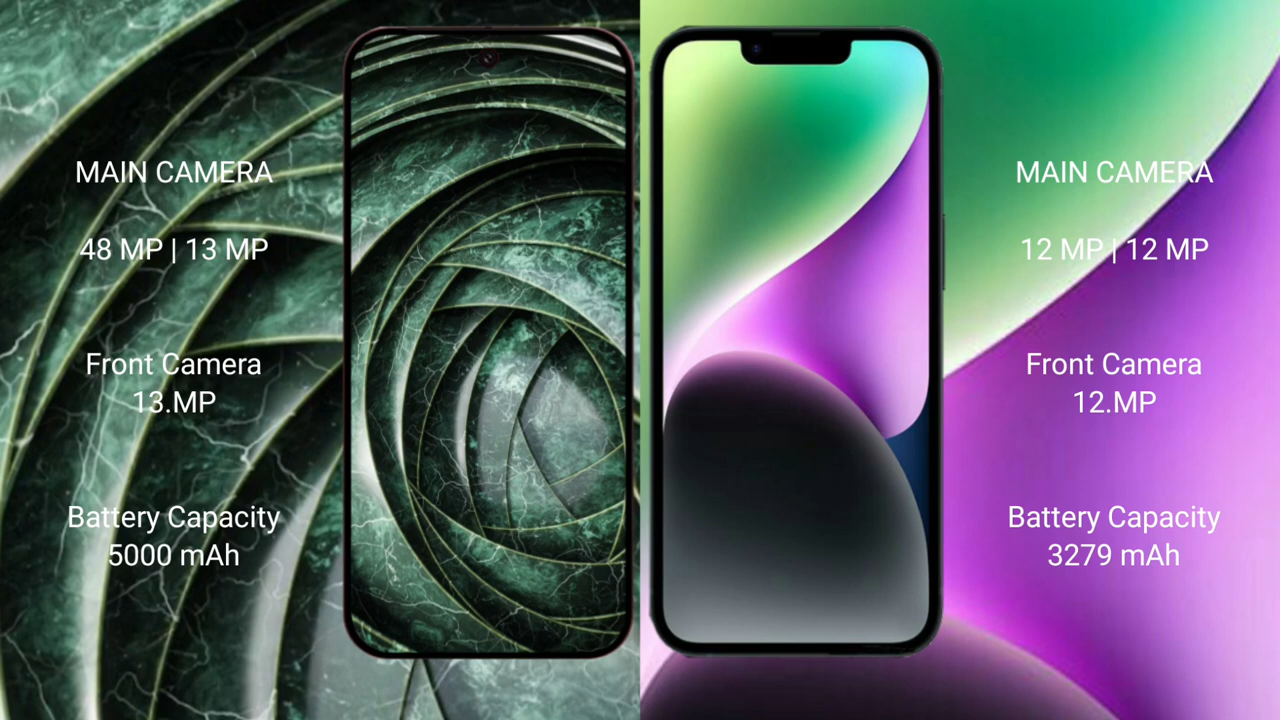 MAIN CAMERA
48 MP | 13 MP
Front Camera
13.MP
Battery Capacity
5000 mAh
MAIN CAMERA
12 MP | 12 MP
Front Camera
12.MP
Battery Capacity
3279 mAh